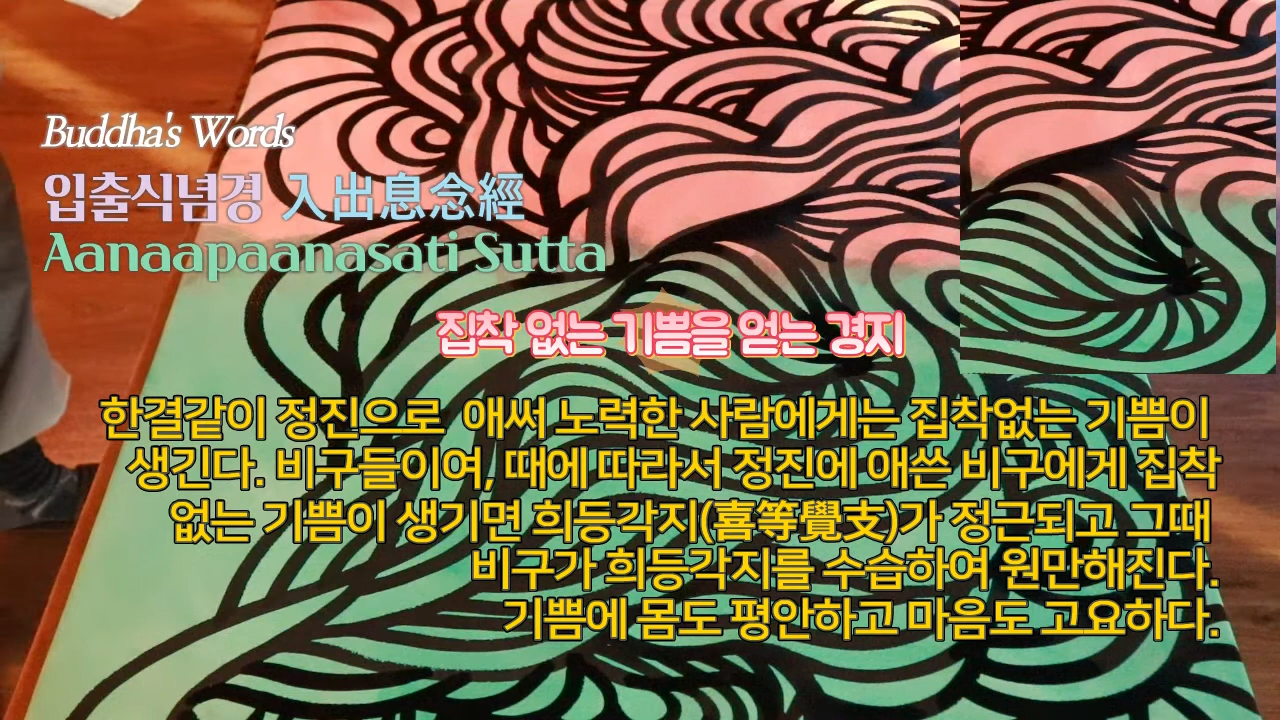 Buddha's Words
입출식념경 入出息念經
Aanaapaanasati Sutta
집착 없는 기쁨을 얻는 경지
한결같이 정진으로 애써 노력한 사람에게는 집착없는 기쁨이
생긴다. 비구들이여, 때에 따라서 정진에 애쓴 비구에게 집착
없는 기쁨이 생기면 희등각지(喜等覺支)가 정근되고 그때
비구가 희등각지를 수습하여 원만해진다.
기쁨에 몸도 평안하고 마음도 고요하다.